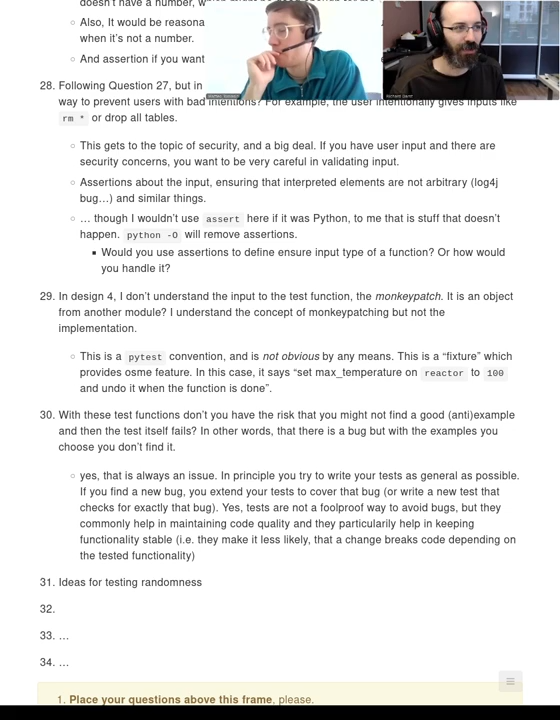 doesn't have a number, w
Also, It would be reasona
when it's not a number.
And assertion if you want
28. Following Question 27, but in
way to prevent users with bad intentions? For example, the user intentionally gives inputs like
rm * or drop all tables.
This gets to the topic of security, and a big deal. If you have user input and there are
security concerns, you want to be very careful in validating input.
Assertions about the input, ensuring that interpreted elements are not arbitrary (log4j
bug…) and similar things.
… though I wouldn't use assert here if it was Python, to me that is stuff that doesn't
happen. python -O will remove assertions.
Would you use assertions to define ensure input type of a function? Or how would
you handle it?
29. In design 4, I don't understand the input to the test function, the monkeypatch. It is an object
from another module? I understand the concept of monkeypatching but not the
implementation.
This is a pytest convention, and is not obvious by any means. This is a “fixture” which
provides osme feature. In this case, it says “set max_temperature on reactor to 100
and undo it when the function is done”.
30. With these test functions don't you have the risk that you might not find a good (anti)example
and then the test itself fails? In other words, that there is a bug but with the examples you
choose you don't find it.
yes, that is always an issue. In principle you try to write your tests as general as possible.
If you find a new bug, you extend your tests to cover that bug (or write a new test that
checks for exactly that bug). Yes, tests are not a foolproof way to avoid bugs, but they
commonly help in maintaining code quality and they particularly help in keeping
functionality stable (i.e. they make it less likely, that a change breaks code depending on
the tested functionality)
31. Ideas for testing randomness
32.
33. …
34. …
1. Place your questions above this frame, please.